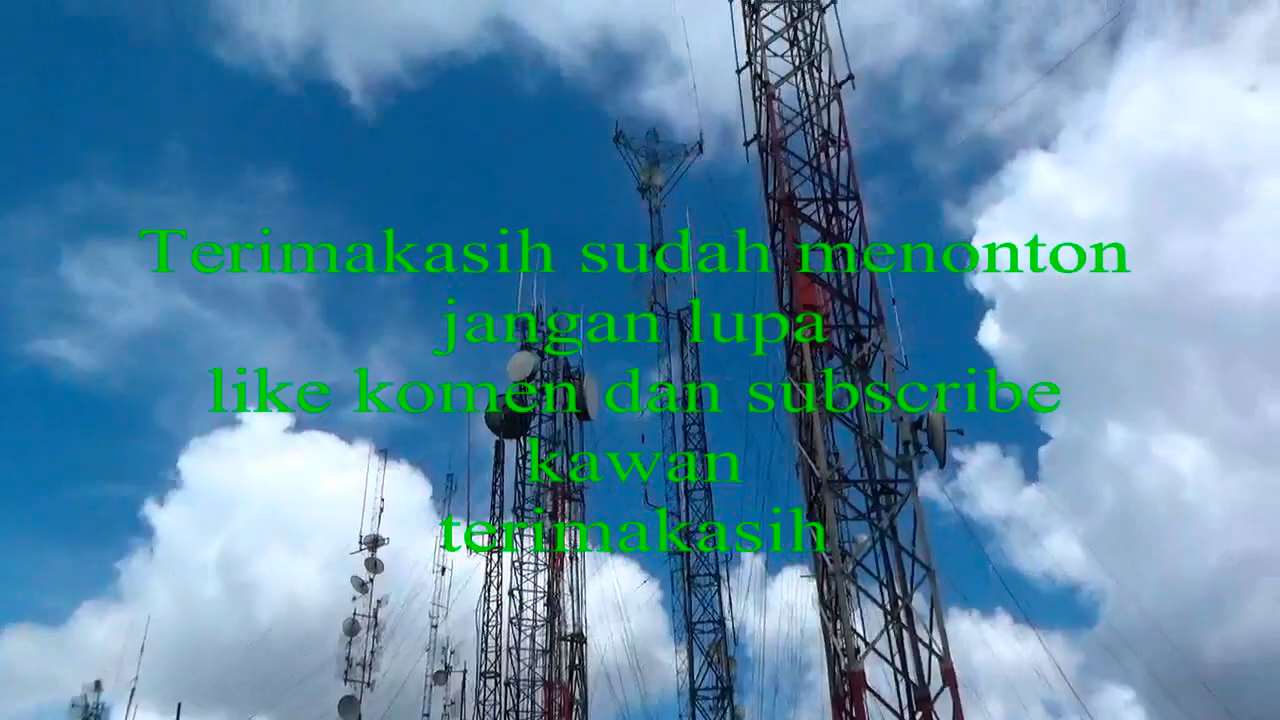 Terimakasih sudah menonton
jangan lupa
like komen dan subscribe
kawan
terimakasih